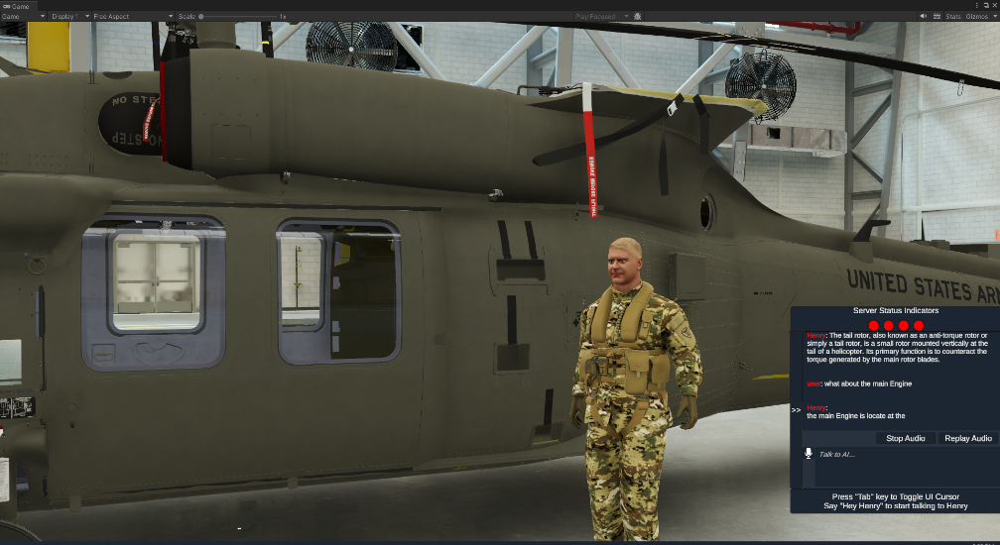 Game
Game
Display 1
Free Aspect
Scale
1x
Play Focused
Stats
Gizmos
NO STEP
NO STEP
UNITED STATES AR
Server Status Indicators
Henry: The tail rotor, also known as an anti-torque rotor or
simply a tail rotor, is a small rotor mounted vertically at the
tail of a helicopter. Its primary function is to counteract the
torque generated by the main rotor blades.
user: what about the main Engine
>> Henry:
the main Engine is locate at the
Stop Audio
Replay Audio
Talk to AI...
Press "Tab" key to Toggle UI Cursor
Say "Hey Henry" to start talking to Henry